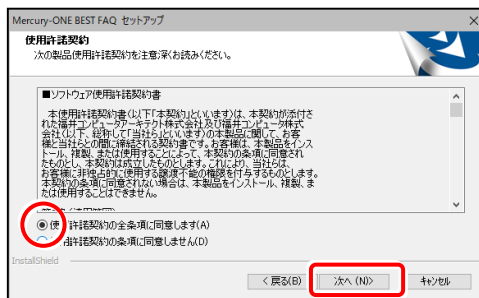 Mercury-ONE BEST FAQ セットアップ
使用許諾契約
次の製品使用許諾契約を注意深くお読みください。
■ソフトウェア使用許諾契約書
本使用許諾契約書(以下「本契約」といいます)は、本契約が添付さ
れた福井コンピュータアーキテクト株式会社及び福井コンピュータ株式
会社(以下、総称して「当社ら」といいます)の本製品に関して、お客
様と当社らとの間に締結される契約書です。お客様は、本製品をインス
トール、複製、または使用することによって、本契約の条項に同意され
たものとし、本契約は成立したものとします。これにより、当社らは、
お客様に非独占的に使用する譲渡不能の権利を付与するものとします。
本契約の条項に同意されない場合は、本製品をインストール、複製、ま
たは使用することはできません。
使用許諾契約の全条項に同意します(A)
使用許諾契約の条項に同意しません(D)
InstallShield
< 戻る(B)
次へ (N)>
キャンセル